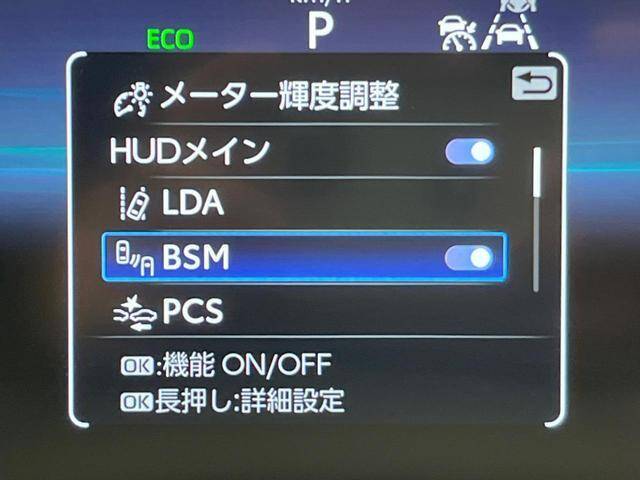 km/h
ECO
P
メーター輝度調整
HUDメイン
LDA
BSM
PCS
OK:機能 ON/OFF
OK長押し:詳細設定